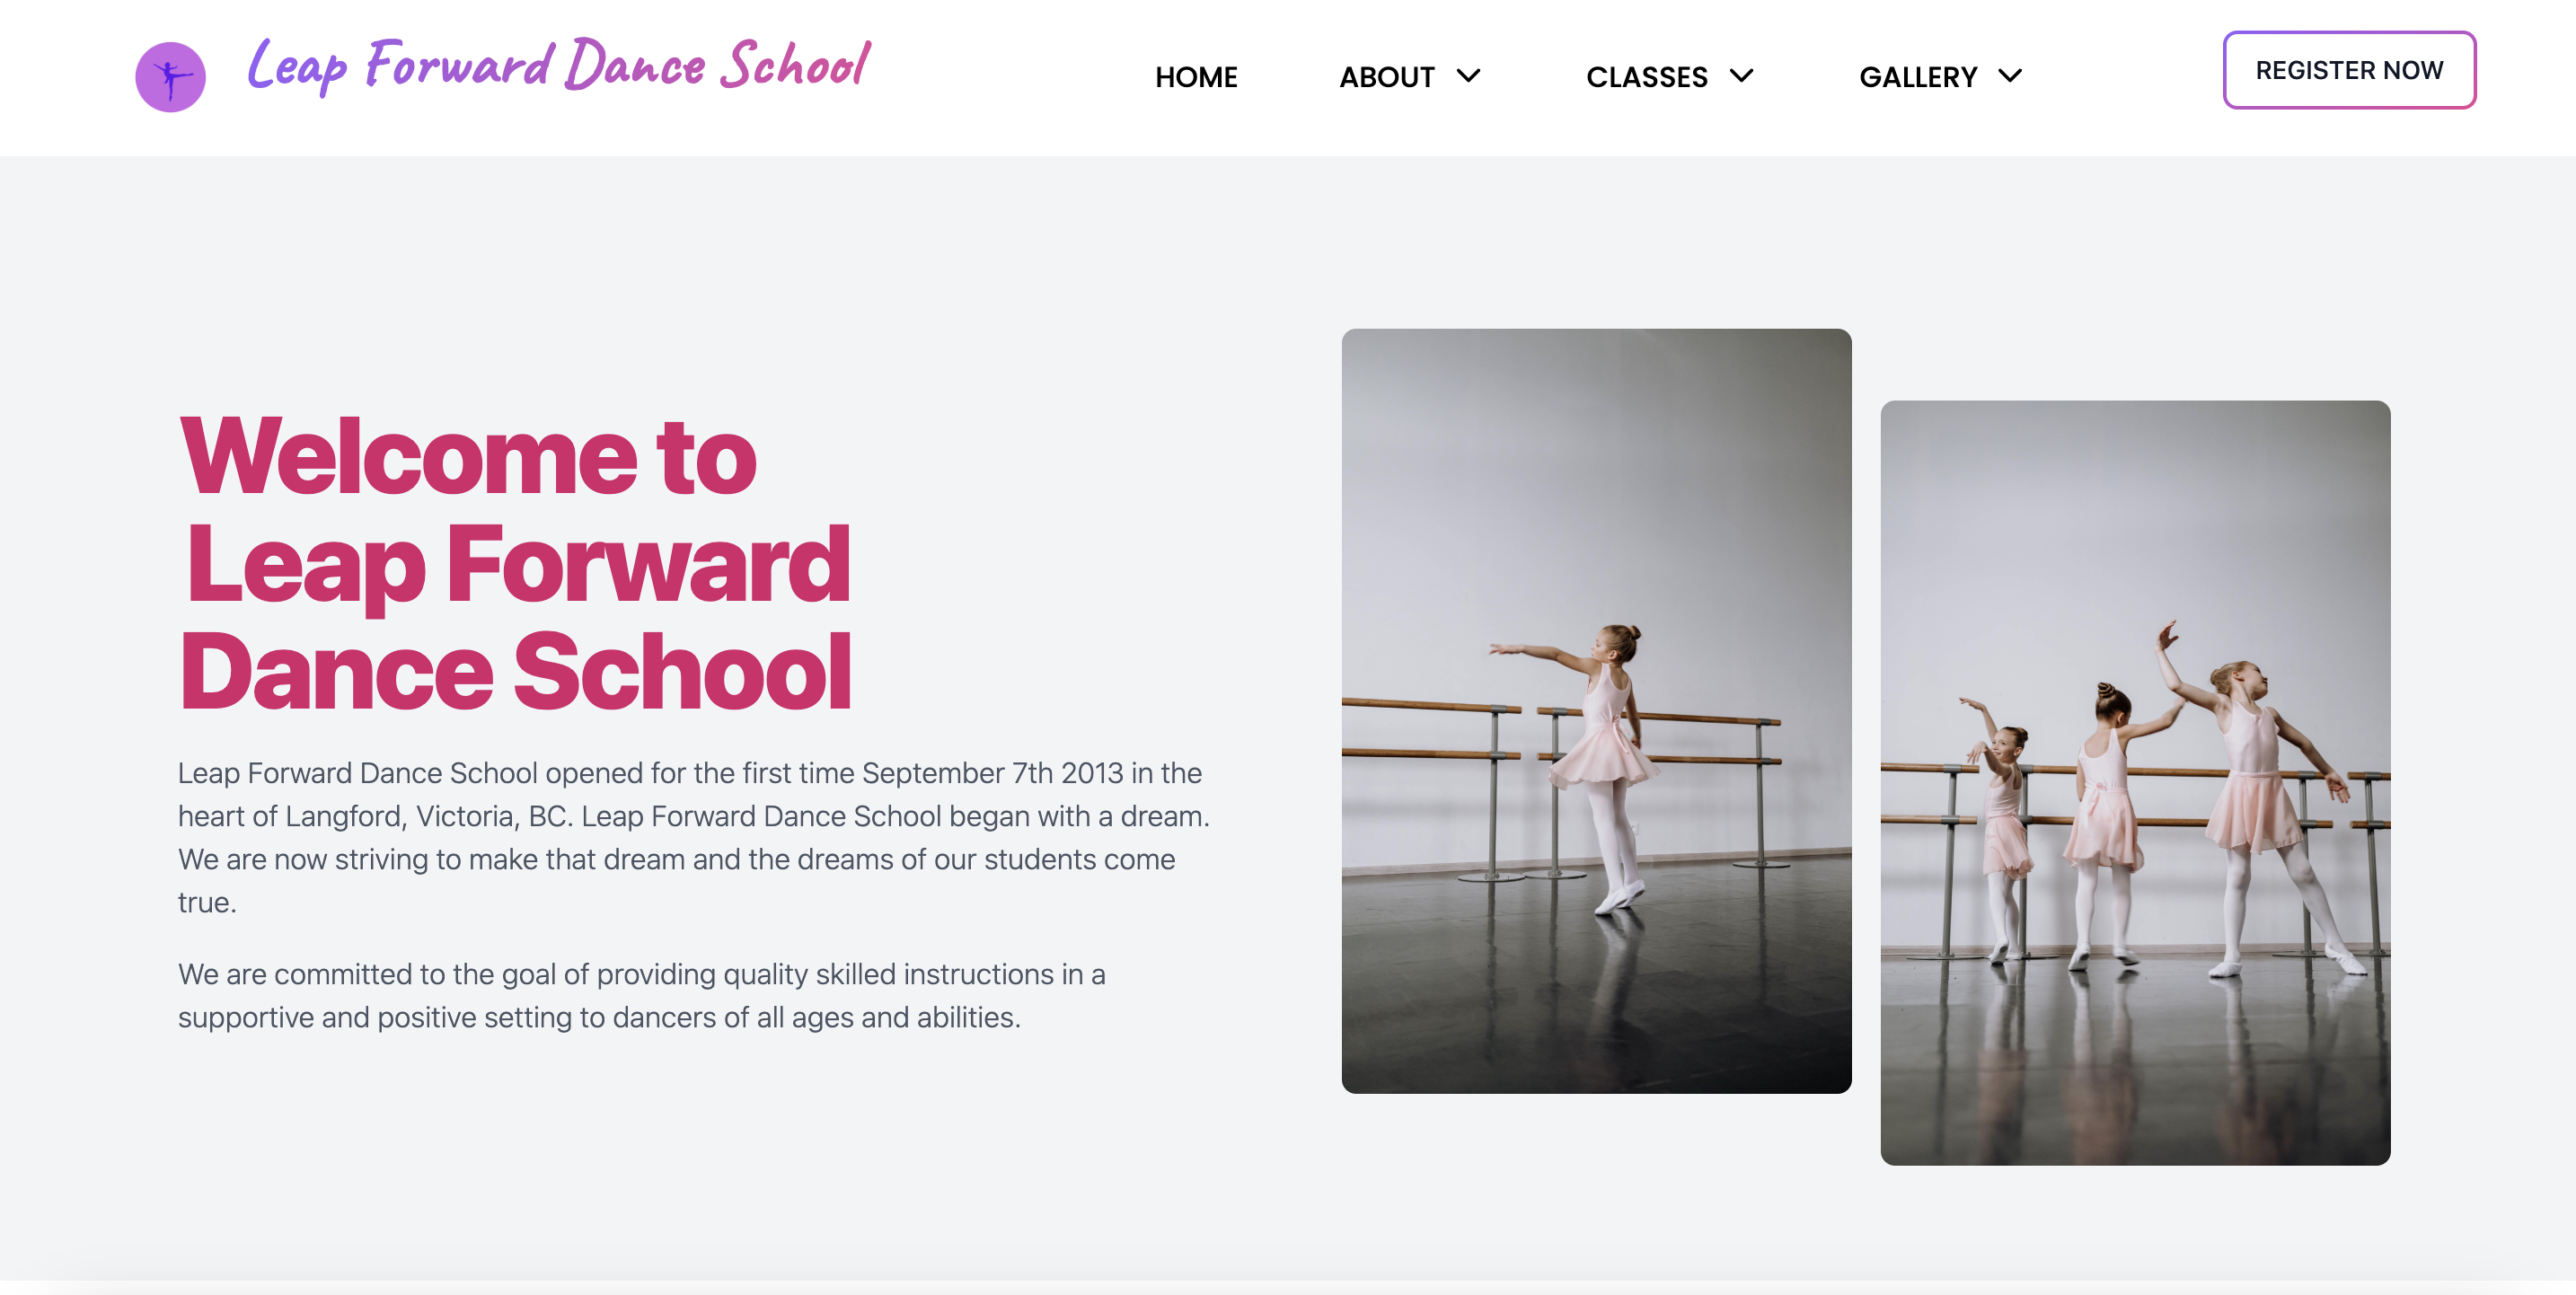 Leap Forward Dance School
HOME
ABOUT
CLASSES
GALLERY
REGISTER NOW
Welcome to
Leap Forward
Dance School
Leap Forward Dance School opened for the first time September 7th 2013 in the
heart of Langford, Victoria, BC. Leap Forward Dance School began with a dream.
We are now striving to make that dream and the dreams of our students come
true.
We are committed to the goal of providing quality skilled instructions in a
supportive and positive setting to dancers of all ages and abilities.